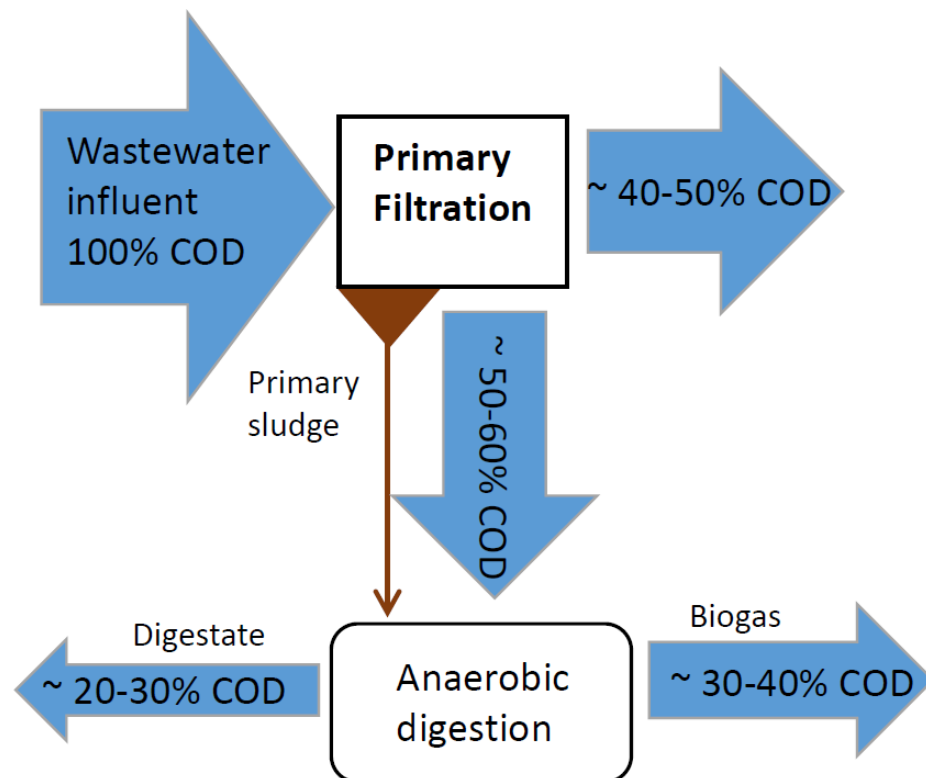 Wastewater
influent
100% COD
Primary
Filtration
~ 40-50% COD
Primary
sludge
~ 50-60% COD
Digestate
~ 20-30% COD
Anaerobic
digestion
Biogas
~ 30-40% COD